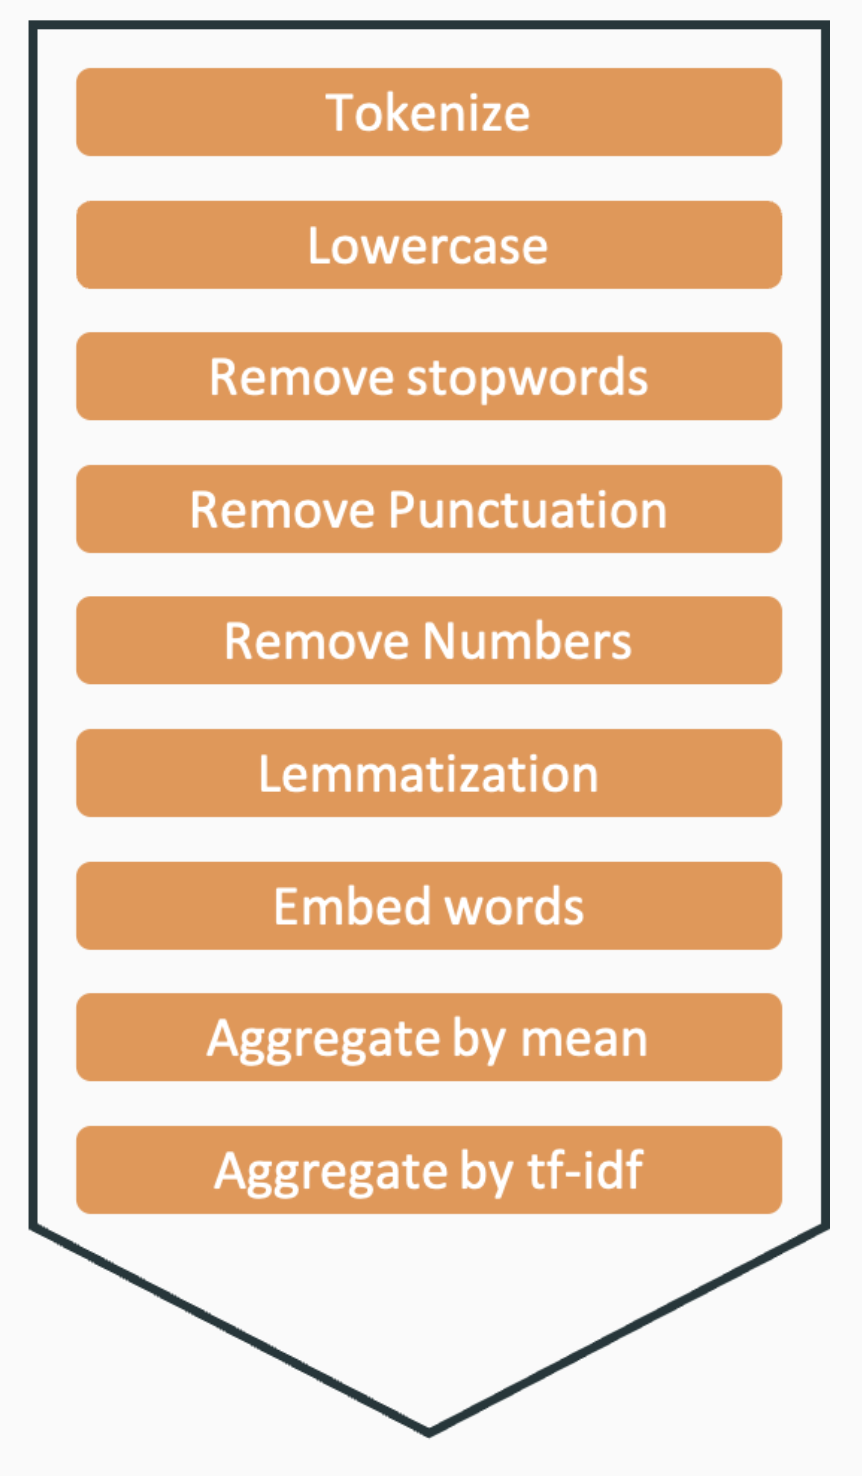 Tokenize
Lowercase
Remove stopwords
Remove Punctuation
Remove Numbers
Lemmatization
Embed words
Aggregate by mean
Aggregate by tf-idf